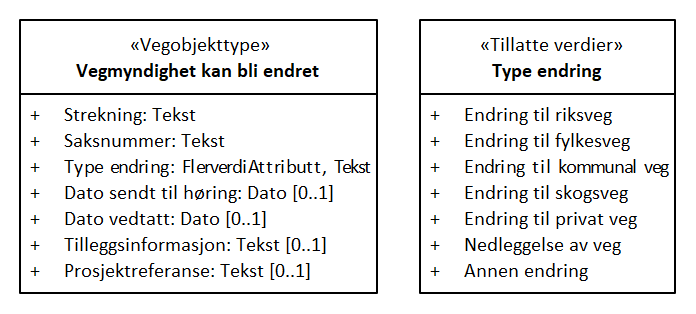 «Vegobjekttype»
Vegmyndighet kan bli endret
+ Strekning: Tekst
+ Saksnummer: Tekst
+ Type endring: FlerverdiAttributt, Tekst
+ Dato sendt til høring: Dato [0..1]
+ Dato vedtatt: Dato [0..1]
+ Tilleggsinformasjon: Tekst [0..1]
+ Prosjektreferanse: Tekst [0..1]
«Tillatte verdier»
Type endring
+ Endring til riksveg
+ Endring til fylkesveg
+ Endring til kommunal veg
+ Endring til skogsveg
+ Endring til privat veg
+ Nedleggelse av veg
+ Annen endring